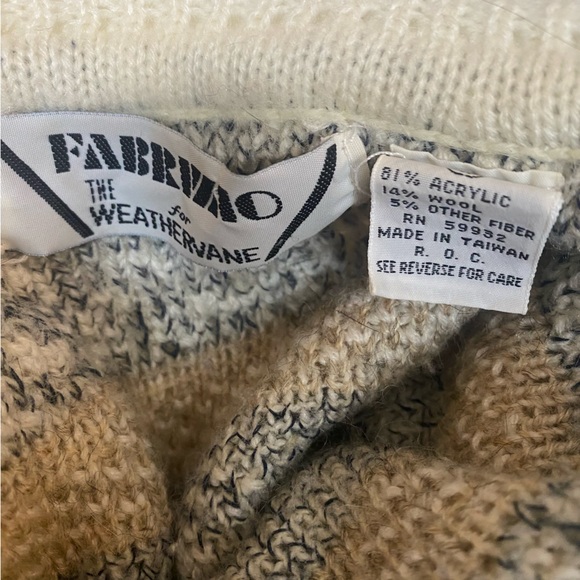 FABRIZIO
for
THE
WEATHERVANE
81% ACRYLIC
14% WOOL
5% OTHER FIBER
RN 59932
MADE IN TAIWAN
R. O. C.
SEE REVERSE FOR CARE